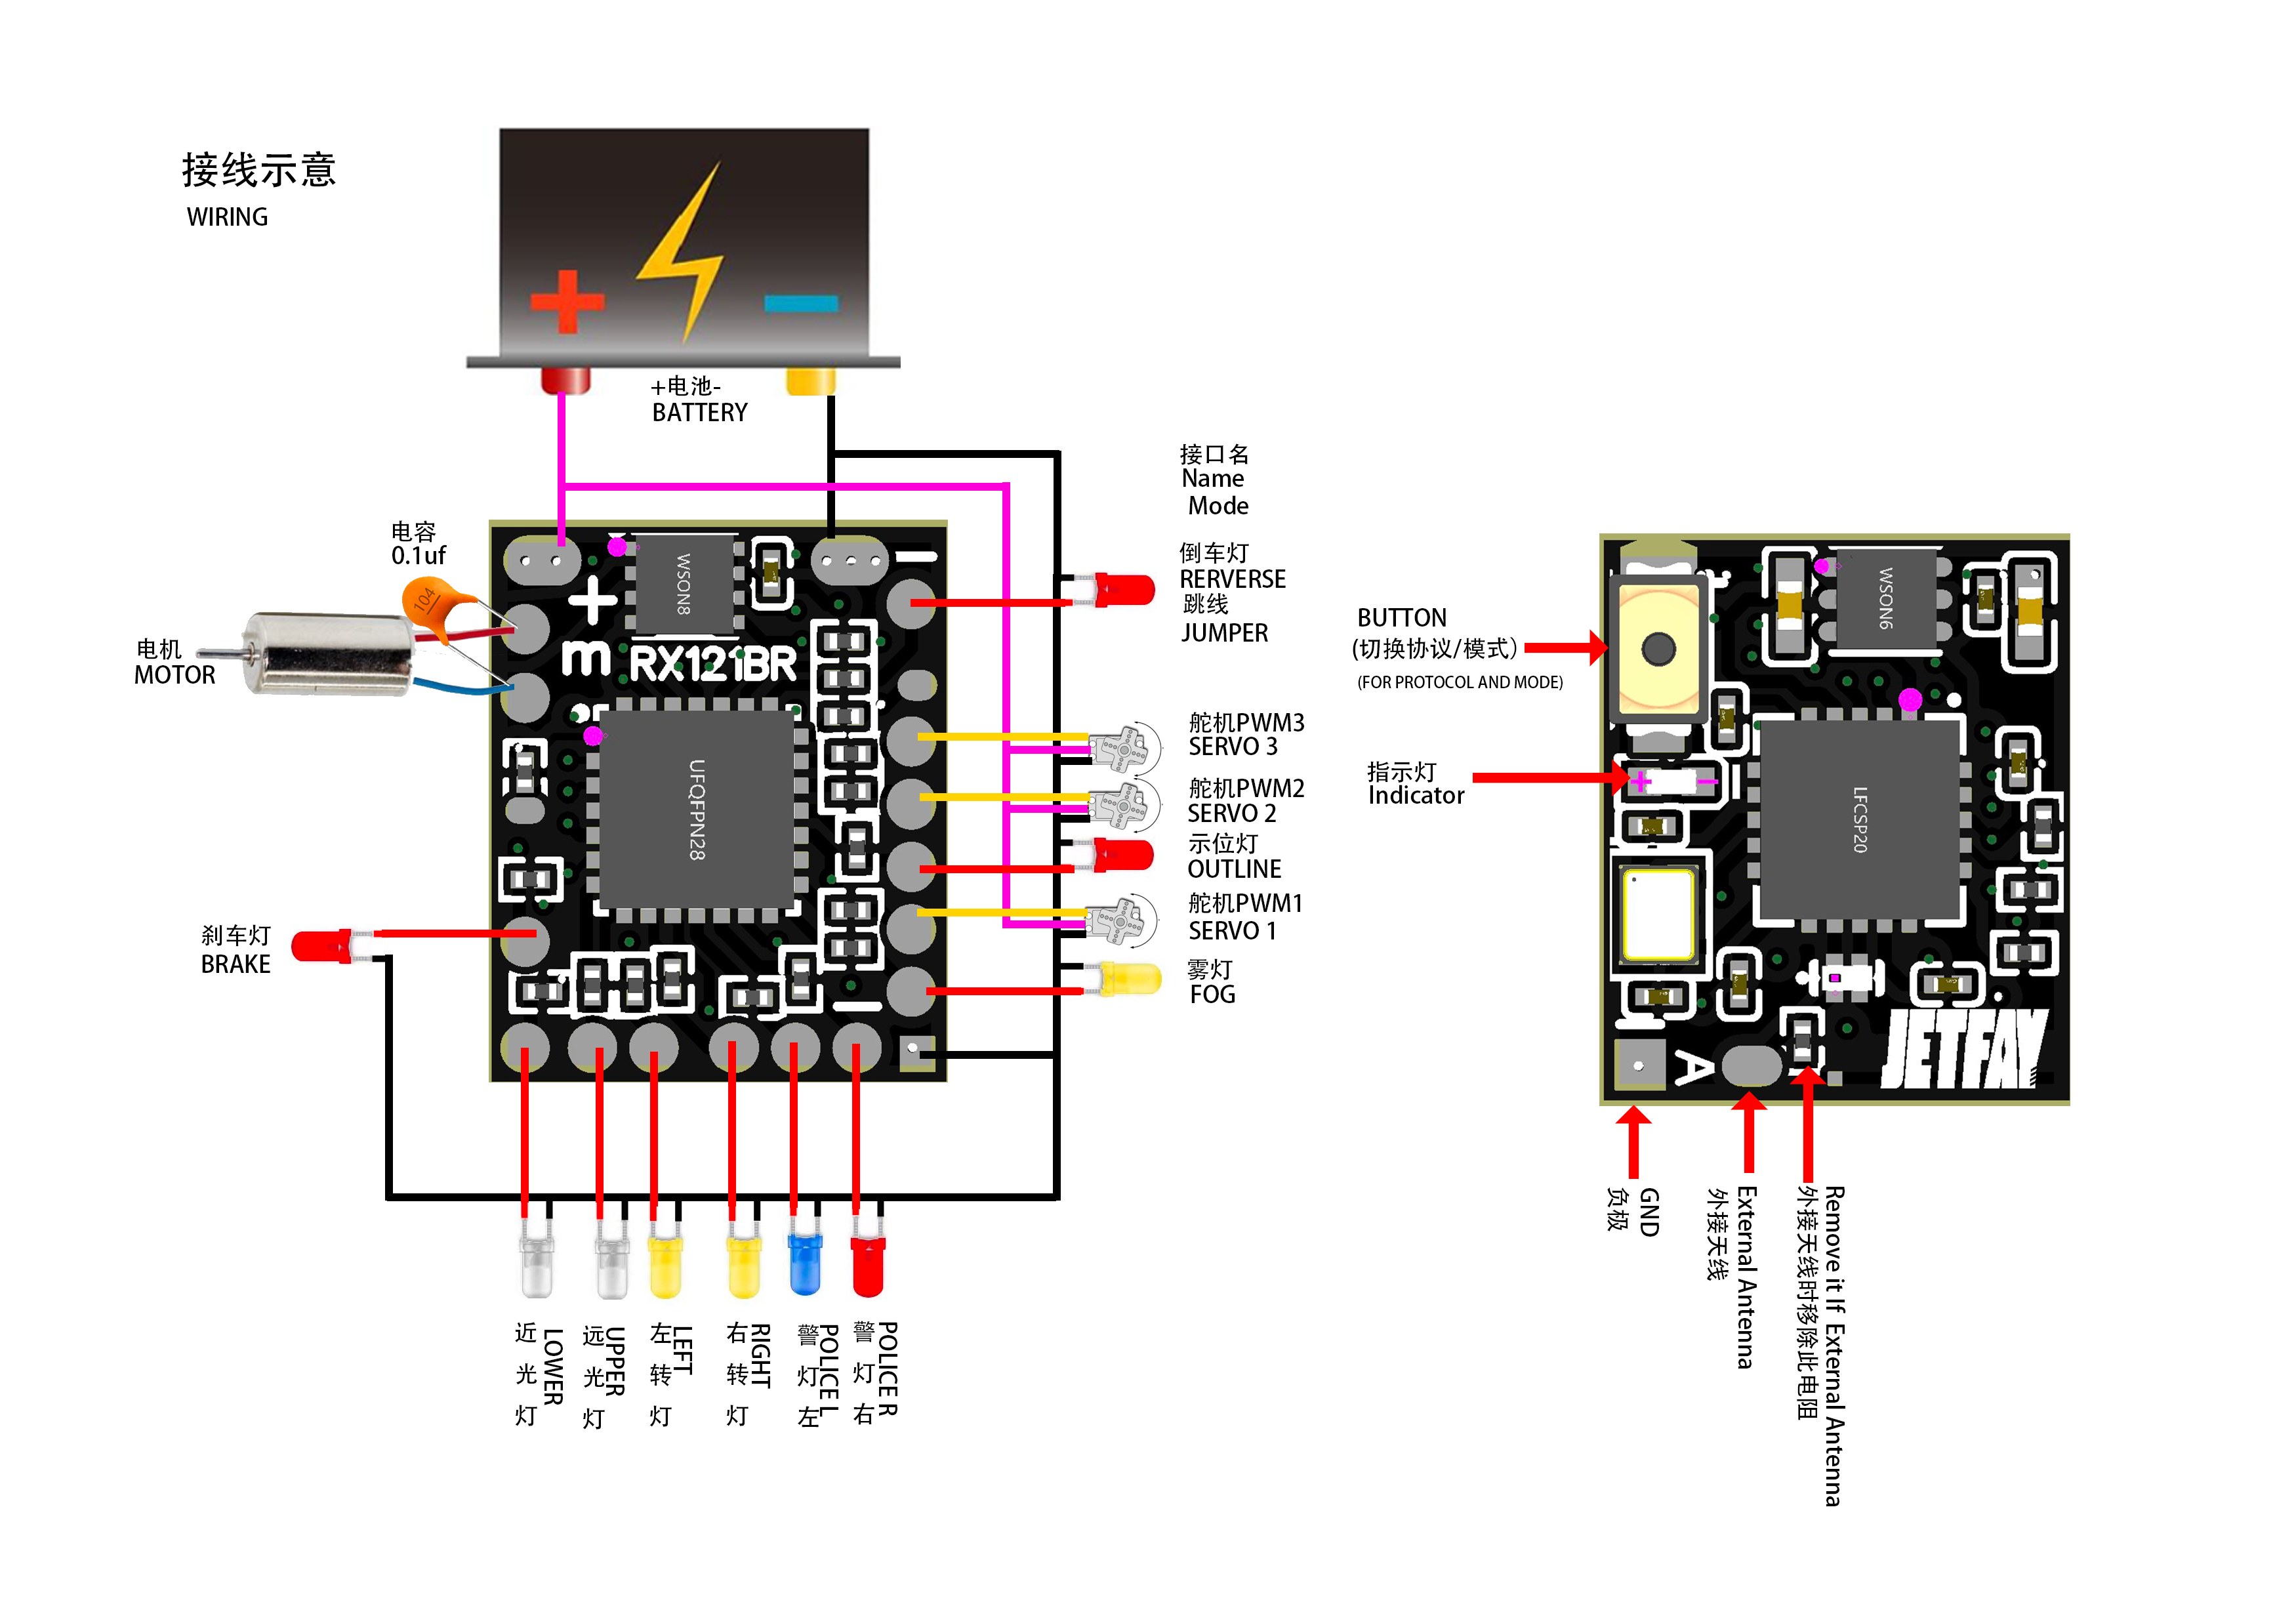 接线示意
WIRING
+电池-
BATTERY
电容
0.1uf
104
电机
MOTOR
WSON8
+
m
RX121BR
UFQFPN28
刹车灯
BRAKE
接口名
Name
Mode
倒车灯
RERVERSE
跳线
JUMPER
舵机PWM3
SERVO 3
舵机PWM2
SERVO 2
示位灯
OUTLINE
舵机PWM1
SERVO 1
雾灯
FOG
近光灯
LOWER
远光灯
UPPER
左转灯
LEFT
右转灯
RIGHT
警灯左
POLICE L
警灯右
POLICE R
BUTTON
(切换协议/模式)
(FOR PROTOCOL AND MODE)
指示灯
Indicator
WSON6
LFCSP20
A
JETFAY
GND
负极
External Antenna
外接天线
Remove it If External Antenna
外接天线时移除此电阻